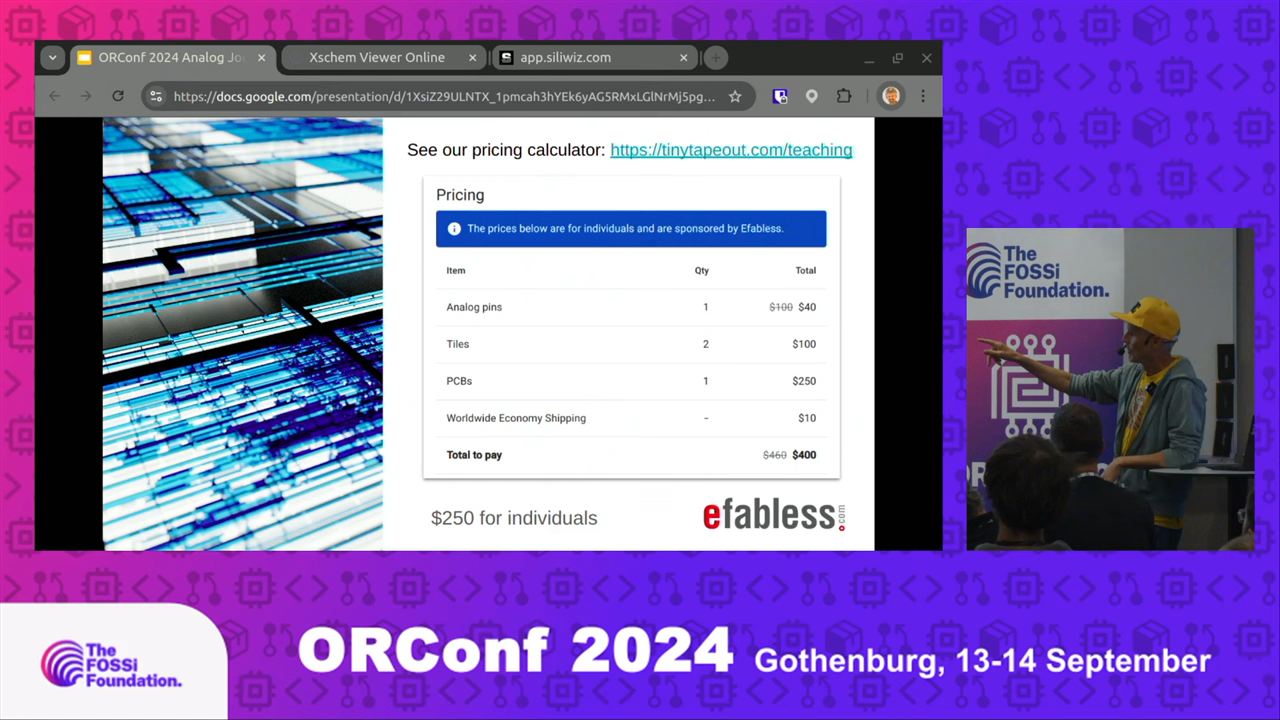 ORConf 2024 Analog Jo
Xschem Viewer Online
app.siliwiz.com
https://docs.google.com/presentation/d/1XsiZ29ULNTX_1pmcah3hYEk6yAG5RMxLGlNrMj5pg...
See our pricing calculator: https://tinytapeout.com/teaching
Pricing
The prices below are for individuals and are sponsored by Efabless.
Item Qty Total
Analog pins 1 $100 $40
Tiles 2 $100
PCBs 1 $250
Worldwide Economy Shipping - $10
Total to pay $460 $400
$250 for individuals
efabless.com
The
FOSSi
Foundation.
The
FOSSi
Foundation.
ORConf 2024 Gothenburg, 13-14 September